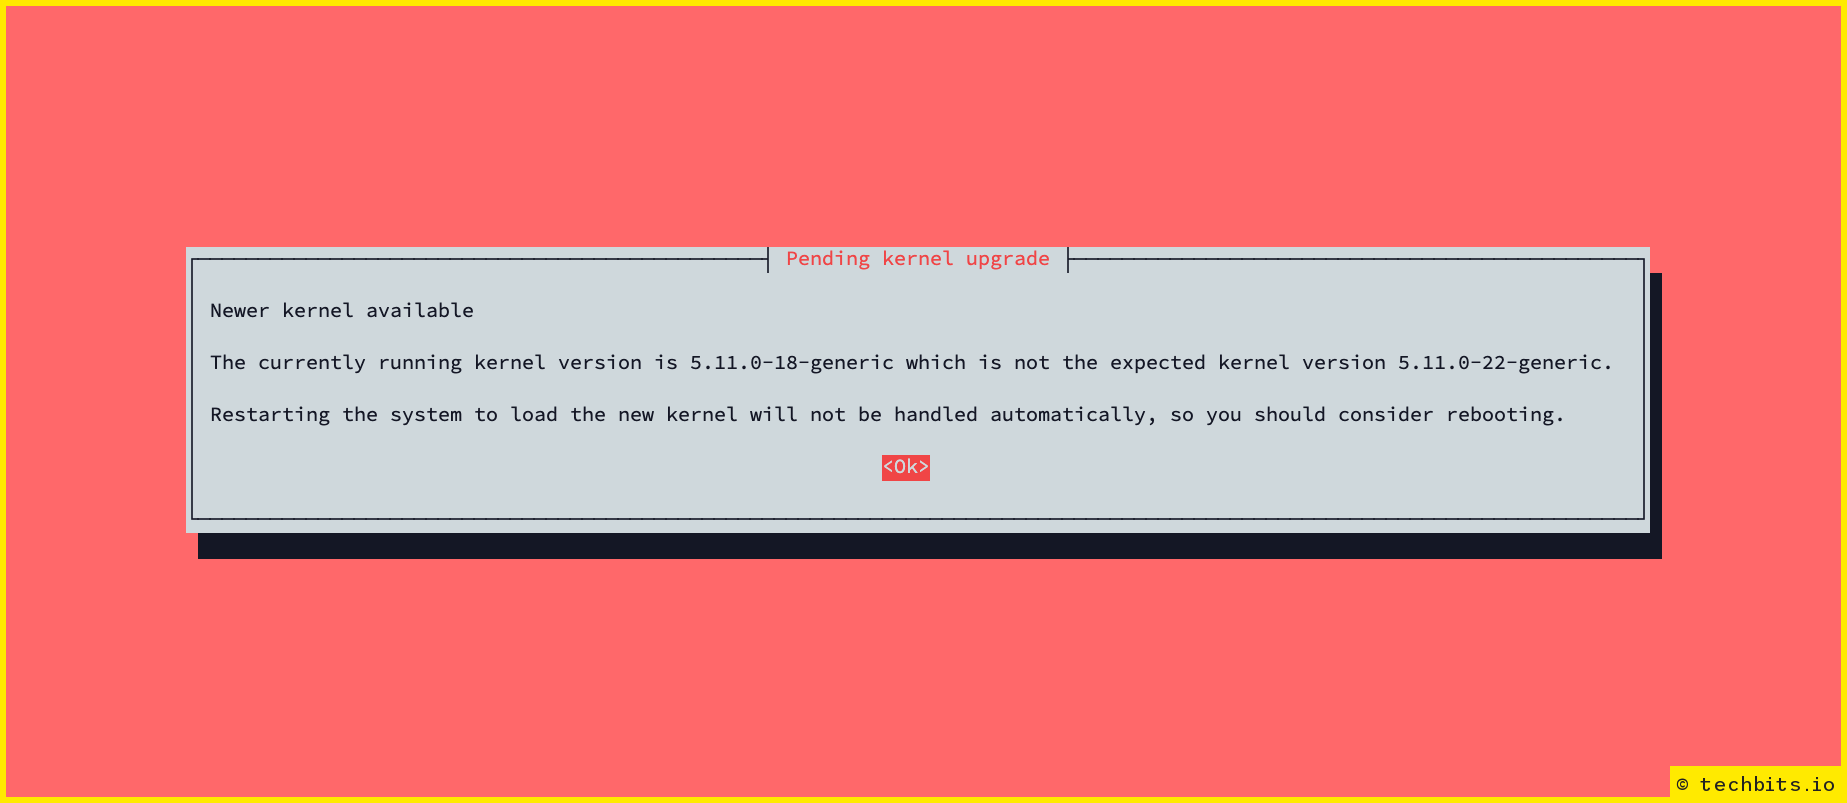 Pending kernel upgrade
Newer kernel available
The currently running kernel version is 5.11.0-18-generic which is not the expected kernel version 5.11.0-22-generic.
Restarting the system to load the new kernel will not be handled automatically, so you should consider rebooting.
<Ok>
© techbits.io